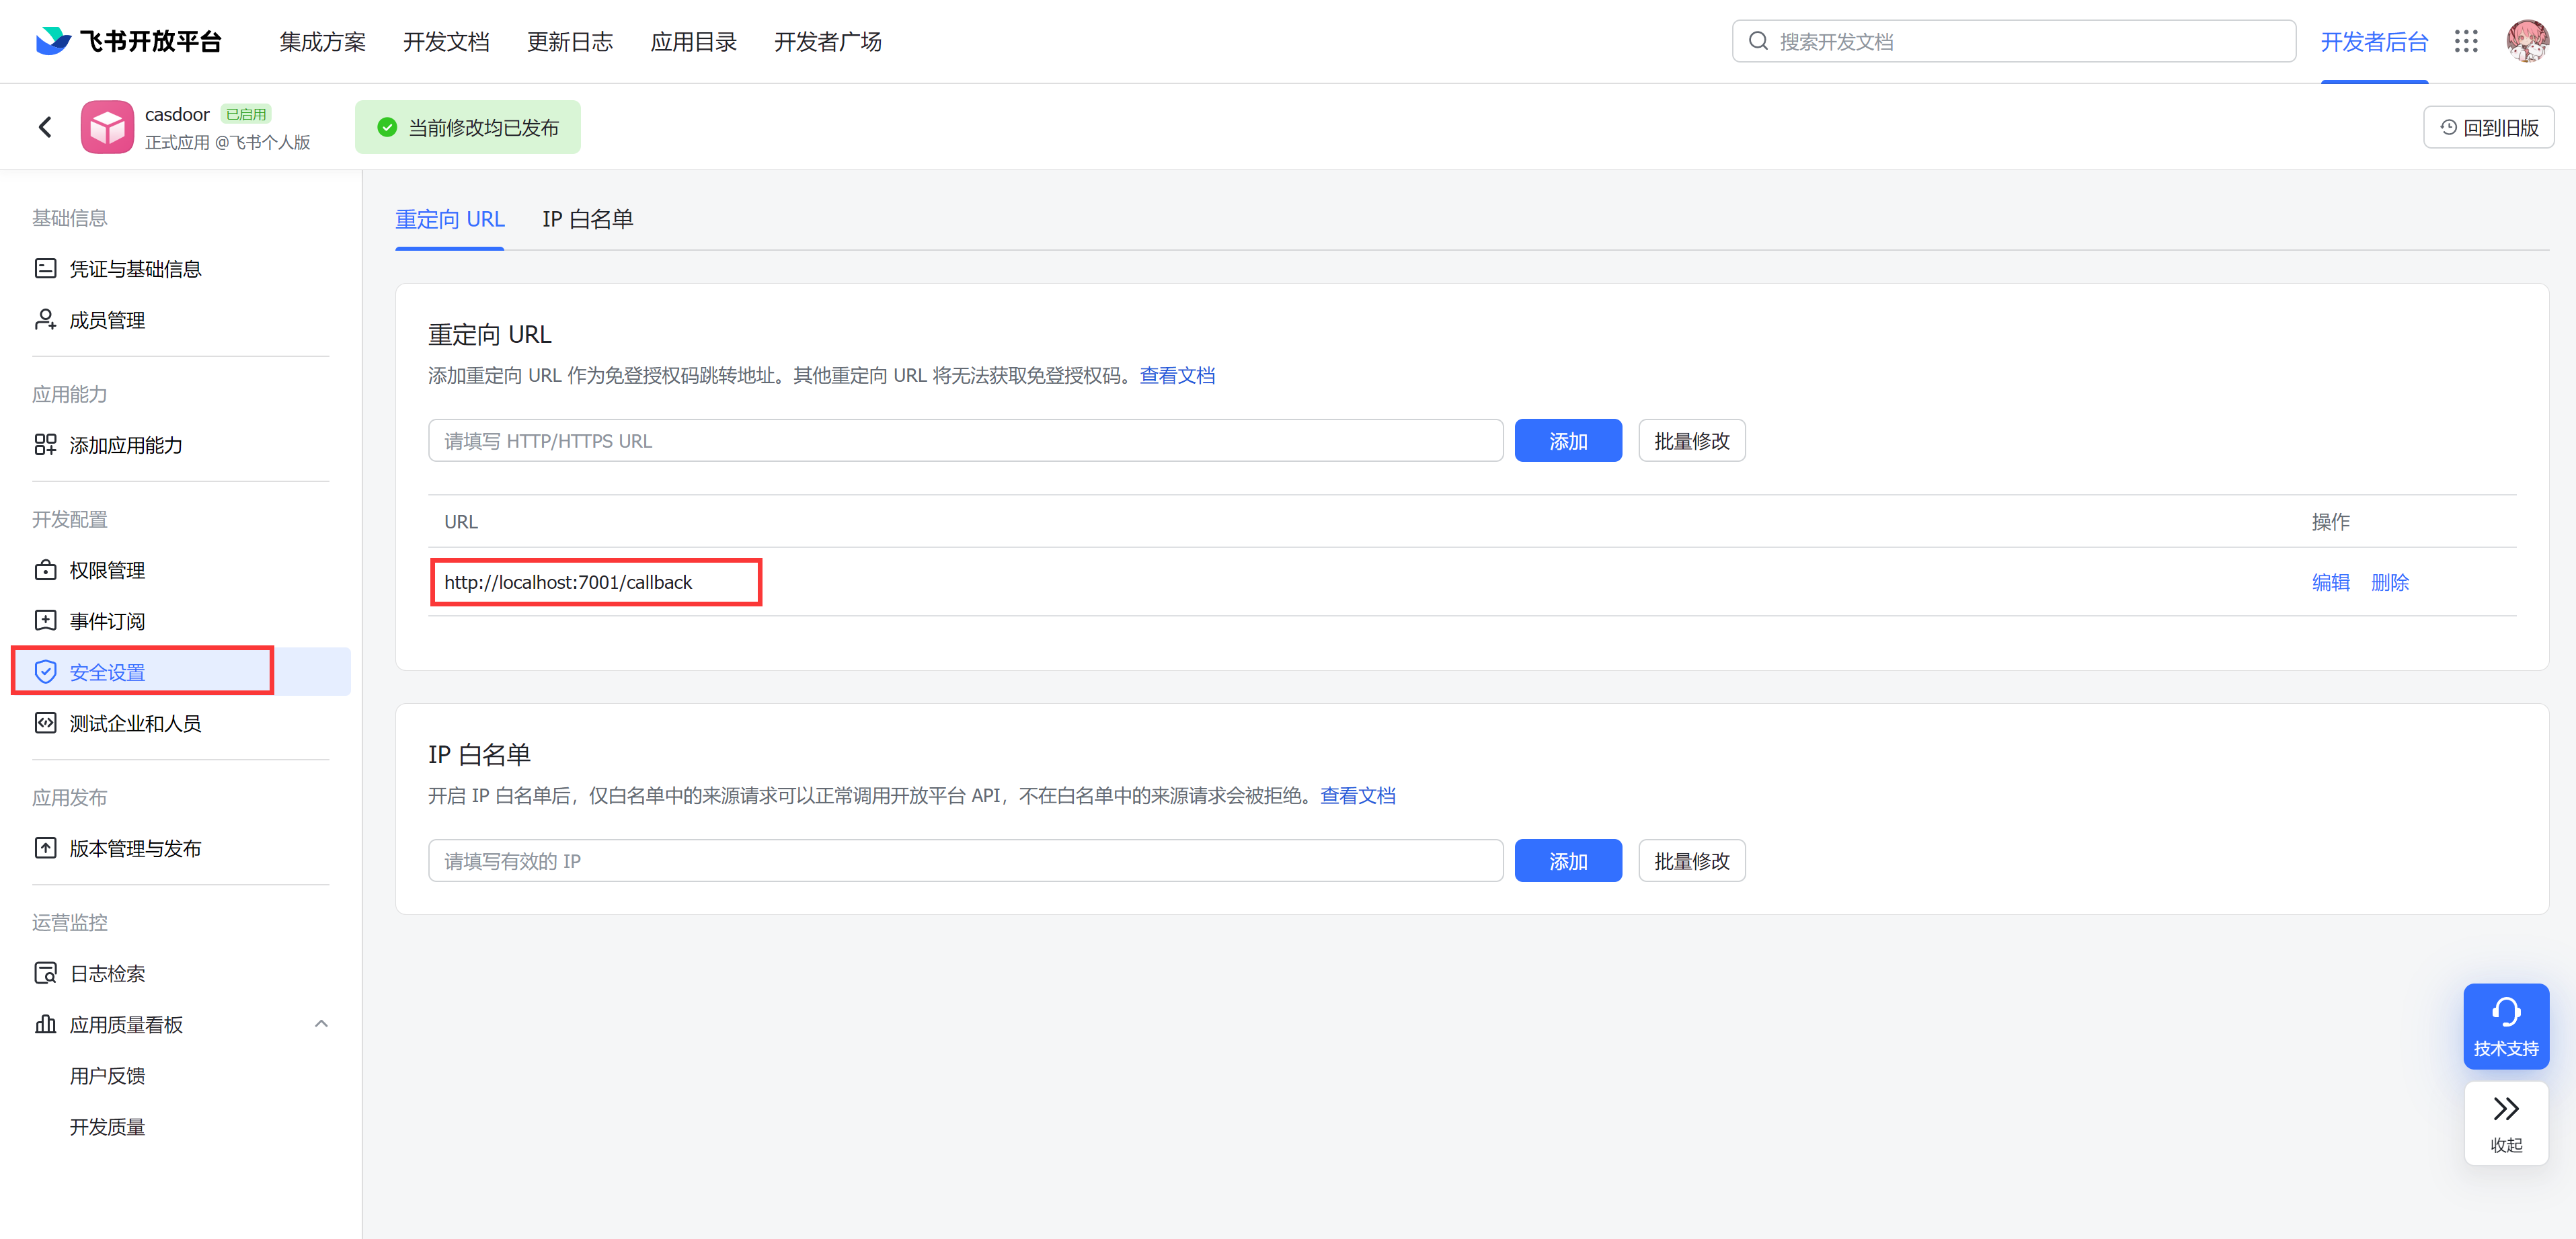 飞书开放平台 集成方案 开发文档 更新日志 应用目录 开发者广场 搜索开发文档 开发者后台
casdoor 已启用
正式应用 @飞书个人版
当前修改均已发布
回到旧版
基础信息
凭证与基础信息
成员管理
应用能力
添加应用能力
开发配置
权限管理
事件订阅
安全设置
测试企业和人员
应用发布
版本管理与发布
运营监控
日志检索
应用质量看板
用户反馈
开发质量
重定向 URL IP 白名单
重定向 URL
添加重定向 URL 作为免登授权码跳转地址。其他重定向 URL 将无法获取免登授权码。查看文档
请填写 HTTP/HTTPS URL 添加 批量修改
URL 操作
http://localhost:7001/callback 编辑 删除
IP 白名单
开启 IP 白名单后，仅白名单中的来源请求可以正常调用开放平台 API，不在白名单中的来源请求会被拒绝。查看文档
请填写有效的 IP 添加 批量修改
技术支持
收起